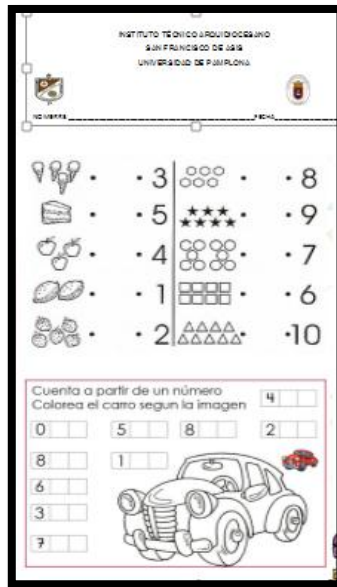 INSTITUTO TÉCNICO ARQUIDIOCESANO
SAN FRANCISCO DE ASIS
UNIVERSIDAD DE PAMPLONA
NOMBRE FECHA
3 8
5 9
4 7
1 6
2 10
Cuenta a partir de un número
Colorea el carro segun la imagen
4
0 5 8 2
8 1
6
3
7